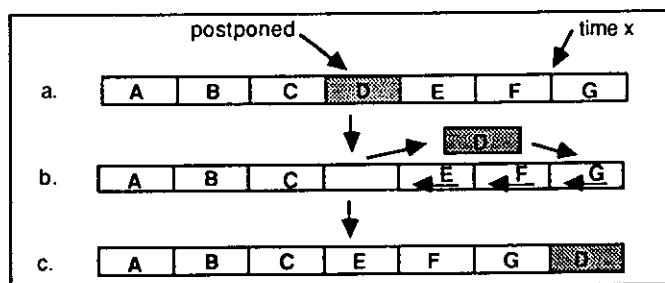 postponed time x
a. A B C D E F G
D
b. A B C E F G
c. A B C E F G D